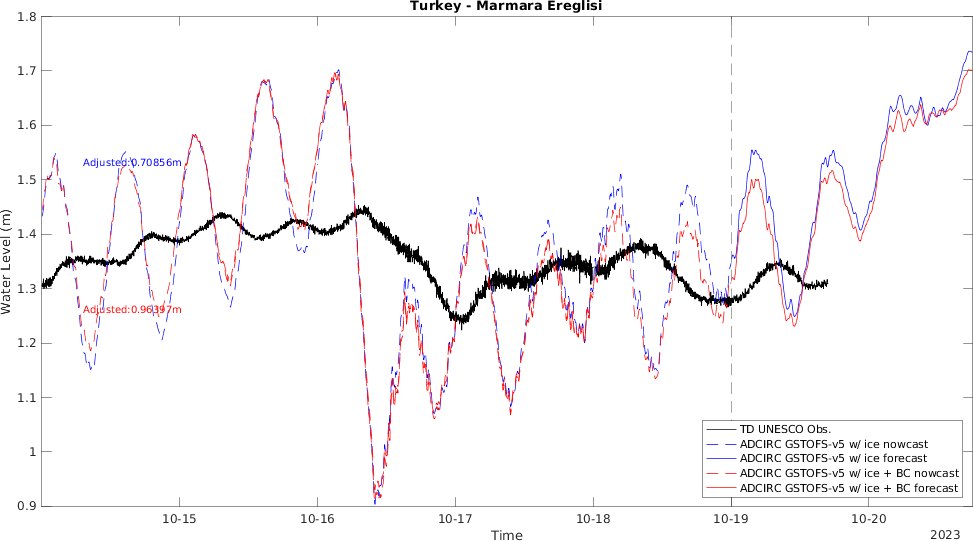 Turkey - Marmara Ereglisi
1.8
1.7
1.6
1.5
1.4
1.3
1.2
1.1
1
0.9
Water Level (m)
Adjusted:0.70856m
Adjusted:0.96397m
TD UNESCO Obs.
ADCIRC GSTOFS-v5 w/ ice nowcast
ADCIRC GSTOFS-v5 w/ ice forecast
ADCIRC GSTOFS-v5 w/ ice + BC nowcast
ADCIRC GSTOFS-v5 w/ ice + BC forecast
10-15
10-16
10-17
10-18
10-19
10-20
Time
2023